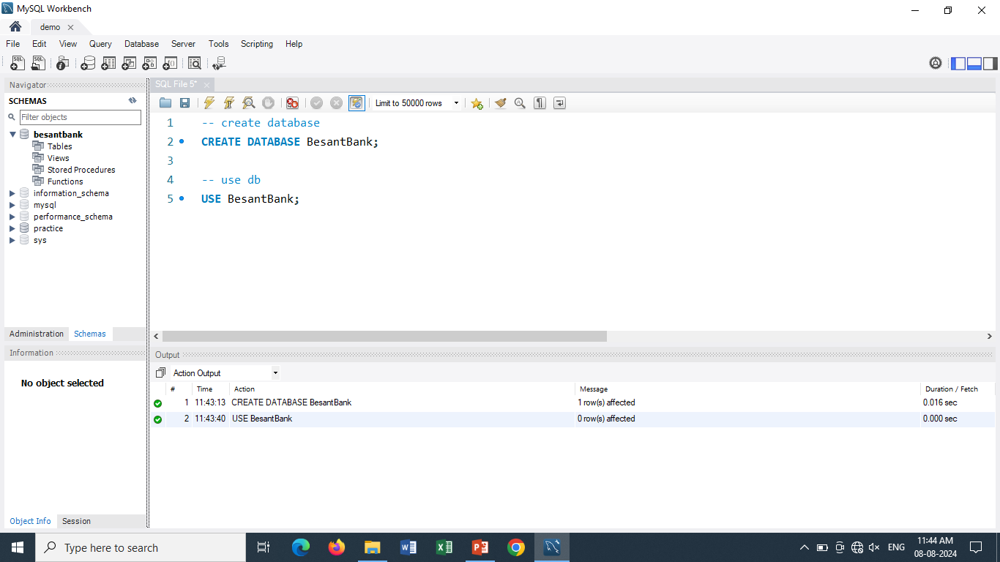 MySQL Workbench
demo
File Edit View Query Database Server Tools Scripting Help
Navigator
SCHEMAS
Filter objects
besantbank
Tables
Views
Stored Procedures
Functions
information_schema
mysql
performance_schema
practice
sys
Administration Schemas
Information
No object selected
Object Info Session
SQL File 5*
Limit to 50000 rows
1 -- create database
2 CREATE DATABASE BesantBank;
3
4 -- use db
5 USE BesantBank;
Output
Action Output
# Time Action Message Duration / Fetch
1 11:43:13 CREATE DATABASE BesantBank 1 row(s) affected 0.016 sec
2 11:43:40 USE BesantBank 0 row(s) affected 0.000 sec
Type here to search
ENG
11:44 AM
08-08-2024